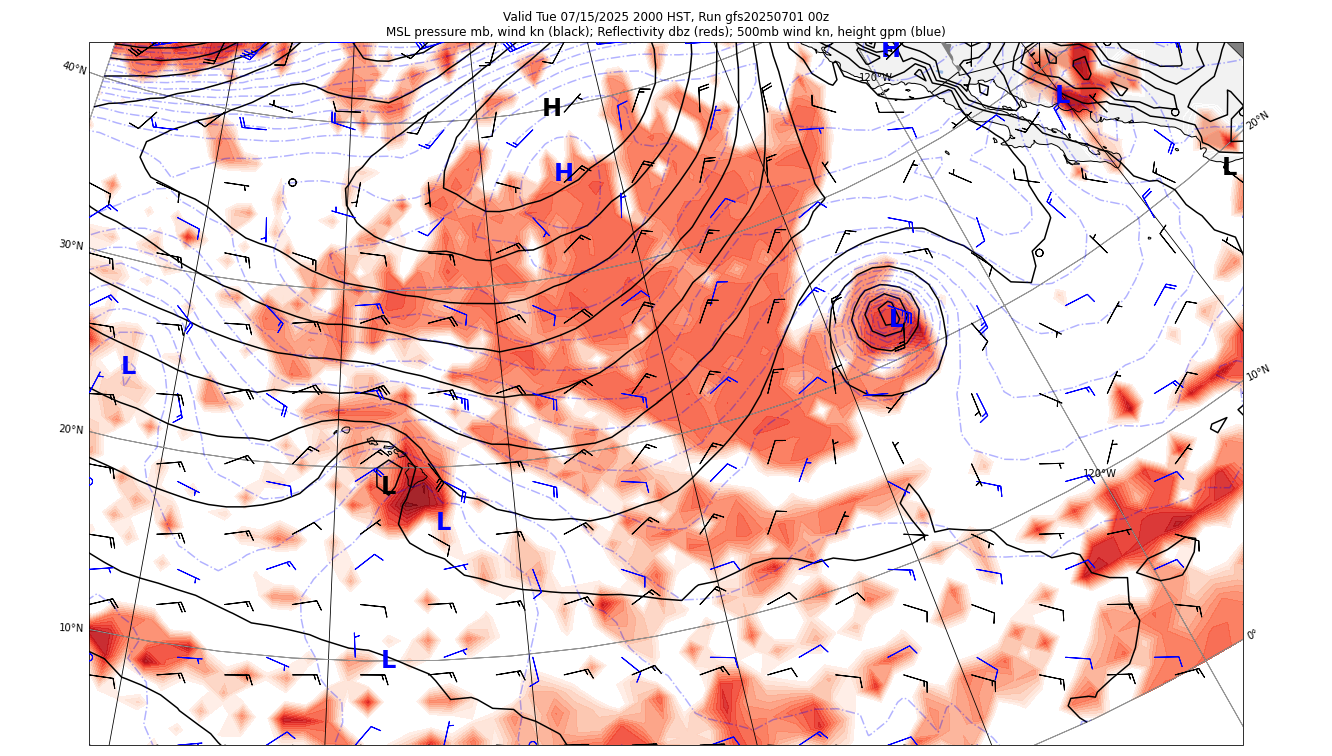 Valid Tue 07/15/2025 2000 HST, Run gfs20250701 00z
MSL pressure mb, wind kn (black); Reflectivity dbz (reds); 500mb wind kn, height gpm (blue)
H
40°N
120°W
L
H
20°N
H
L
30°N
L
L
10°N
20°N
120°W
L
L
10°N
0°
L